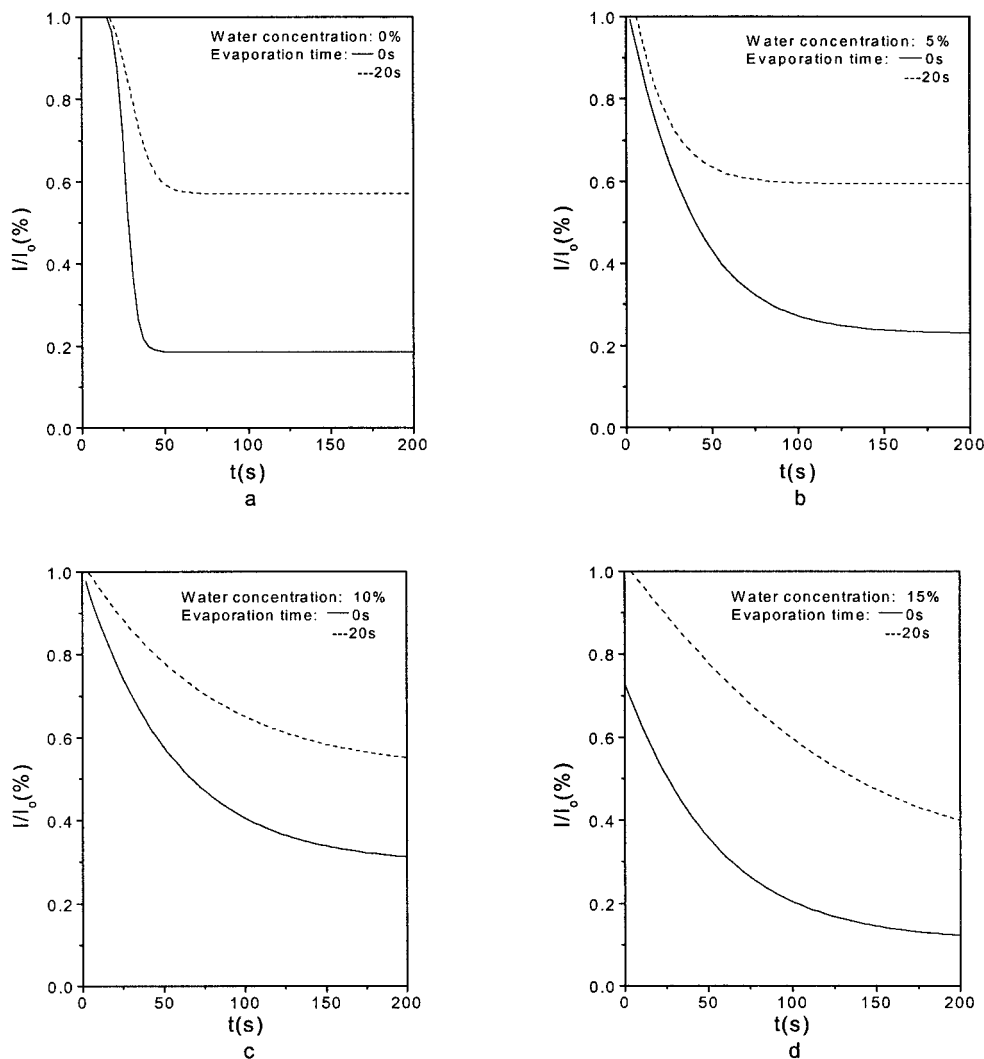 Water concentration: 0%
Evaporation time: — 0s
---20s
1.0
0.8
0.6
0.4
0.2
0.0
I/I₀(%)
0 50 100 150 200
t(s)
a
Water concentration: 5%
Evaporation time: — 0s
---20s
1.0
0.8
0.6
0.4
0.2
0.0
I/I₀(%)
0 50 100 150 200
t(s)
b
Water concentration: 10%
Evaporation time: — 0s
---20s
1.0
0.8
0.6
0.4
0.2
0.0
I/I₀(%)
0 50 100 150 200
t(s)
c
Water concentration: 15%
Evaporation time: — 0s
---20s
1.0
0.8
0.6
0.4
0.2
0.0
I/I₀(%)
0 50 100 150 200
t(s)
d